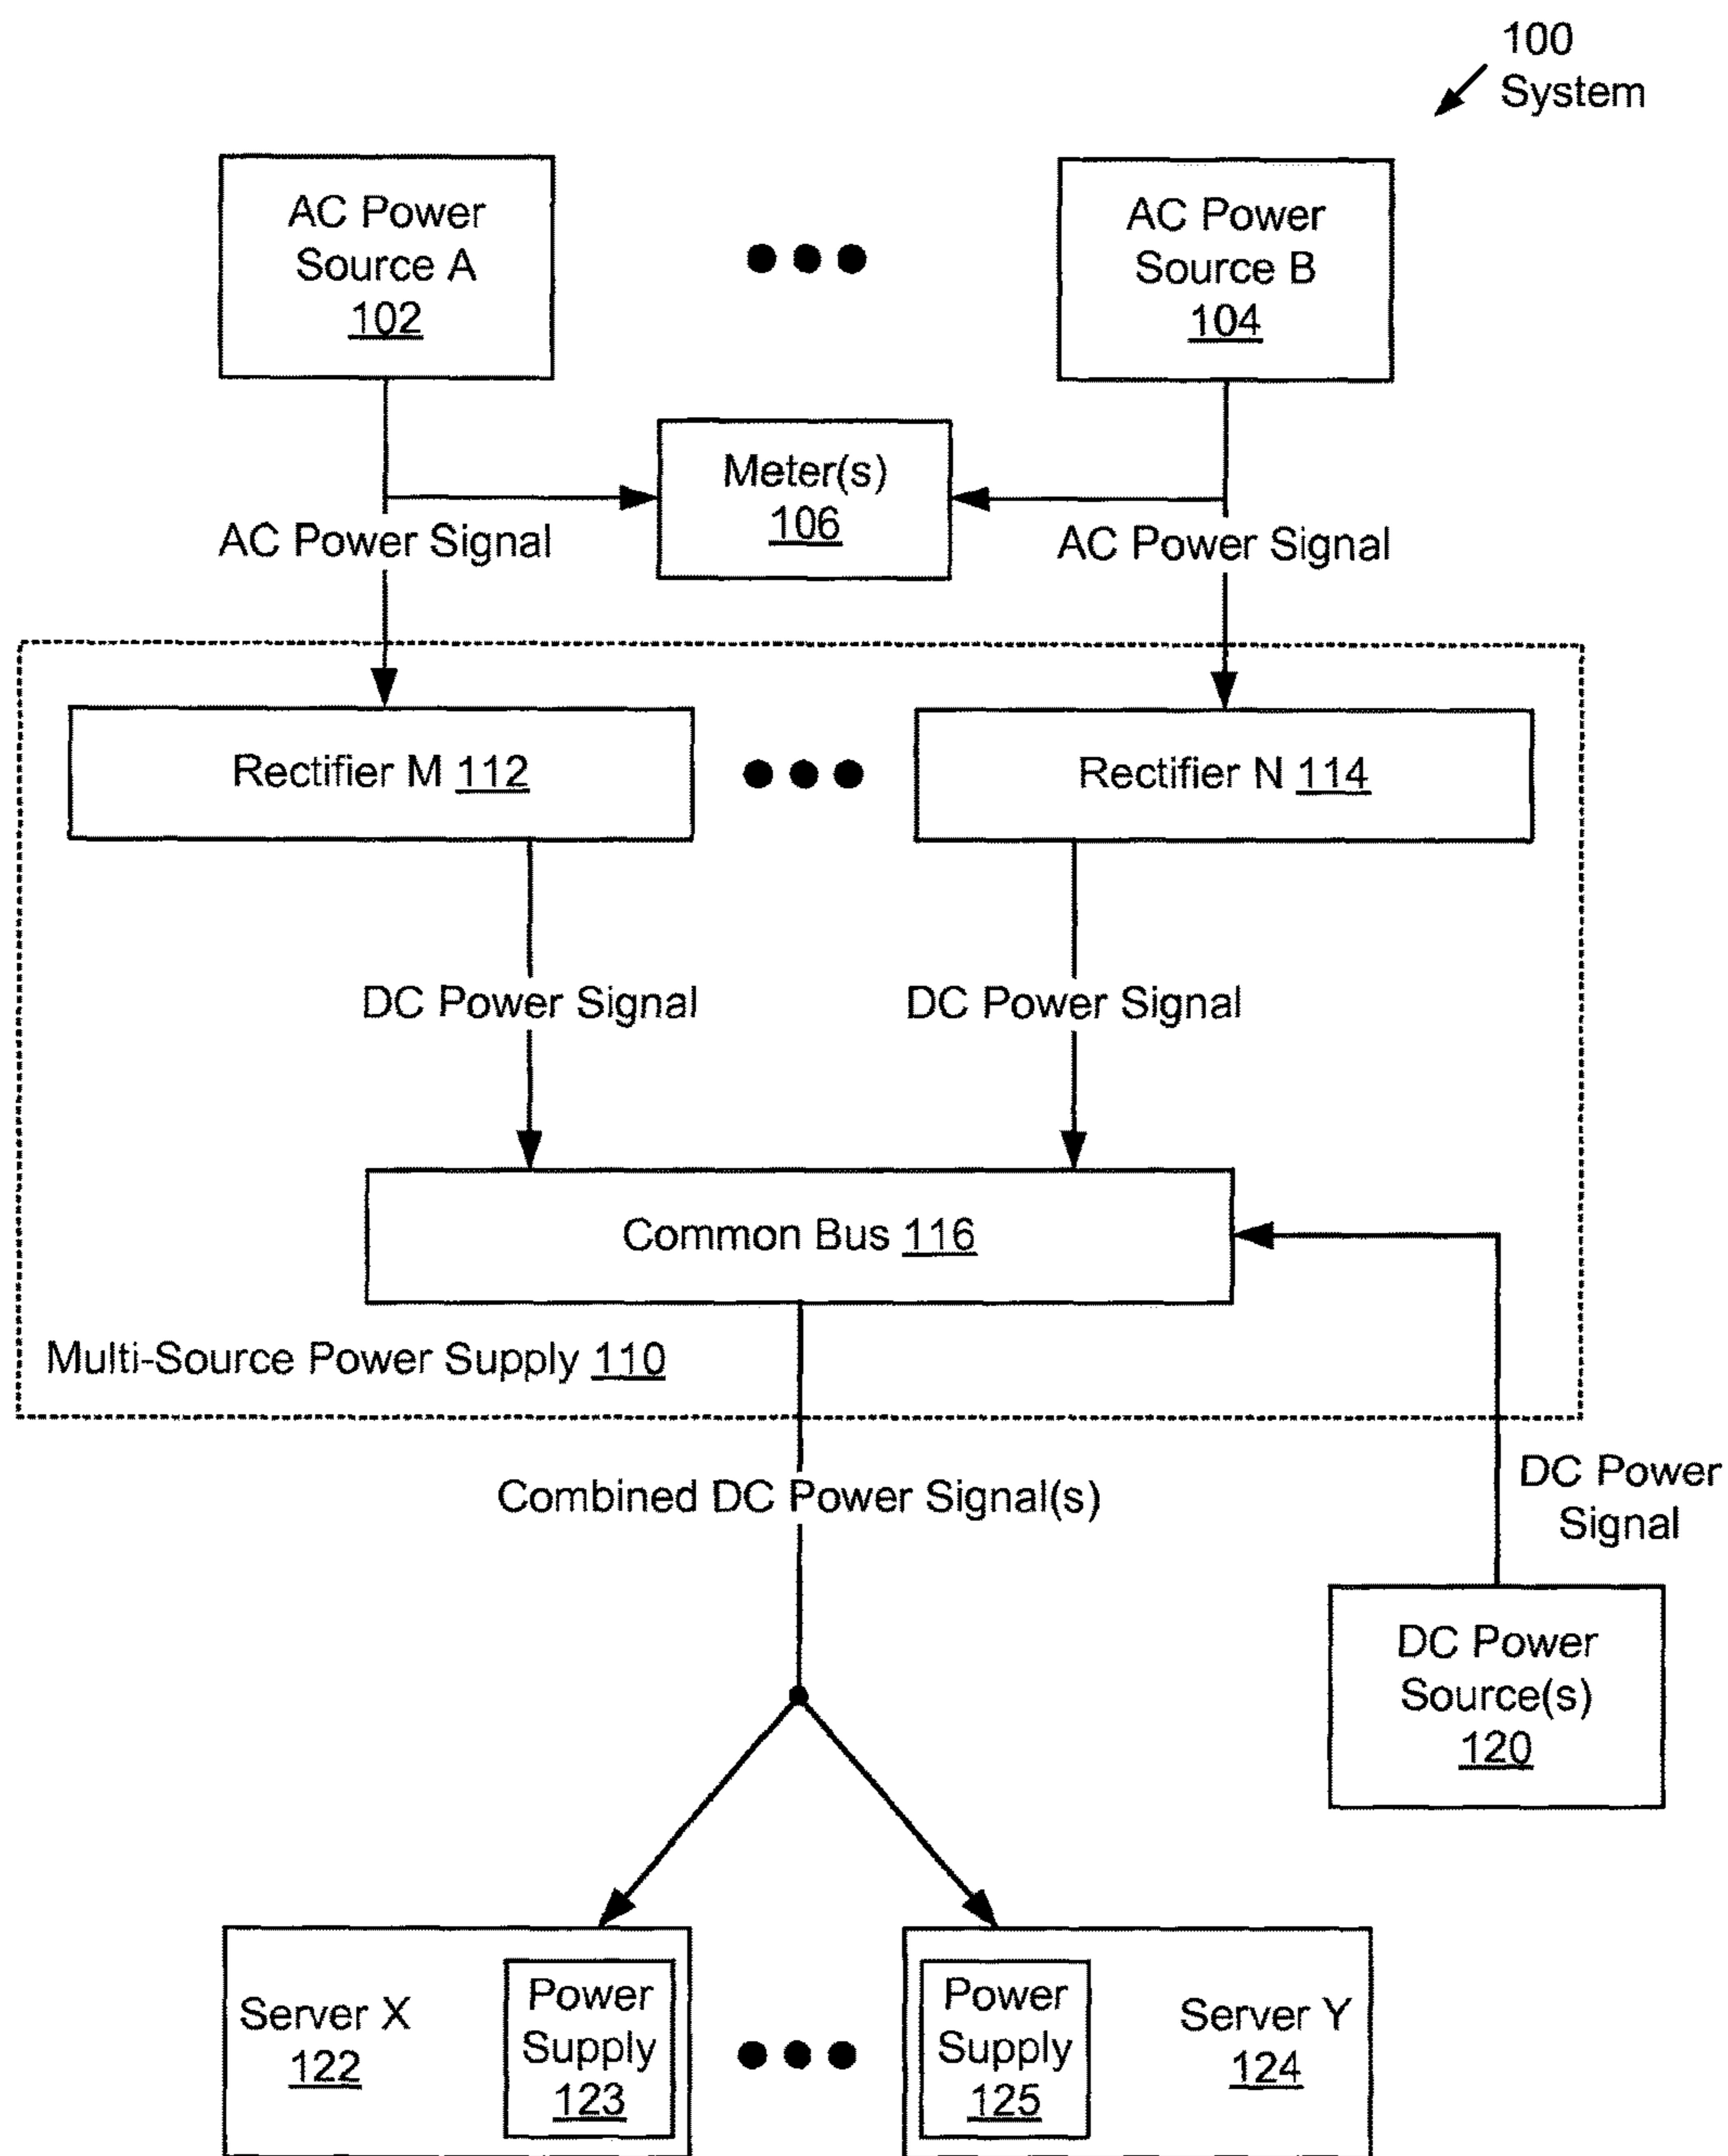 100
System
AC Power
Source A
102
AC Power
Source B
104
Meter(s)
106
AC Power Signal
AC Power Signal
Rectifier M 112
Rectifier N 114
DC Power Signal
DC Power Signal
Common Bus 116
Multi-Source Power Supply 110
Combined DC Power Signal(s)
DC Power
Signal
DC Power
Source(s)
120
Server X
122
Power
Supply
123
Power
Supply
125
Server Y
124